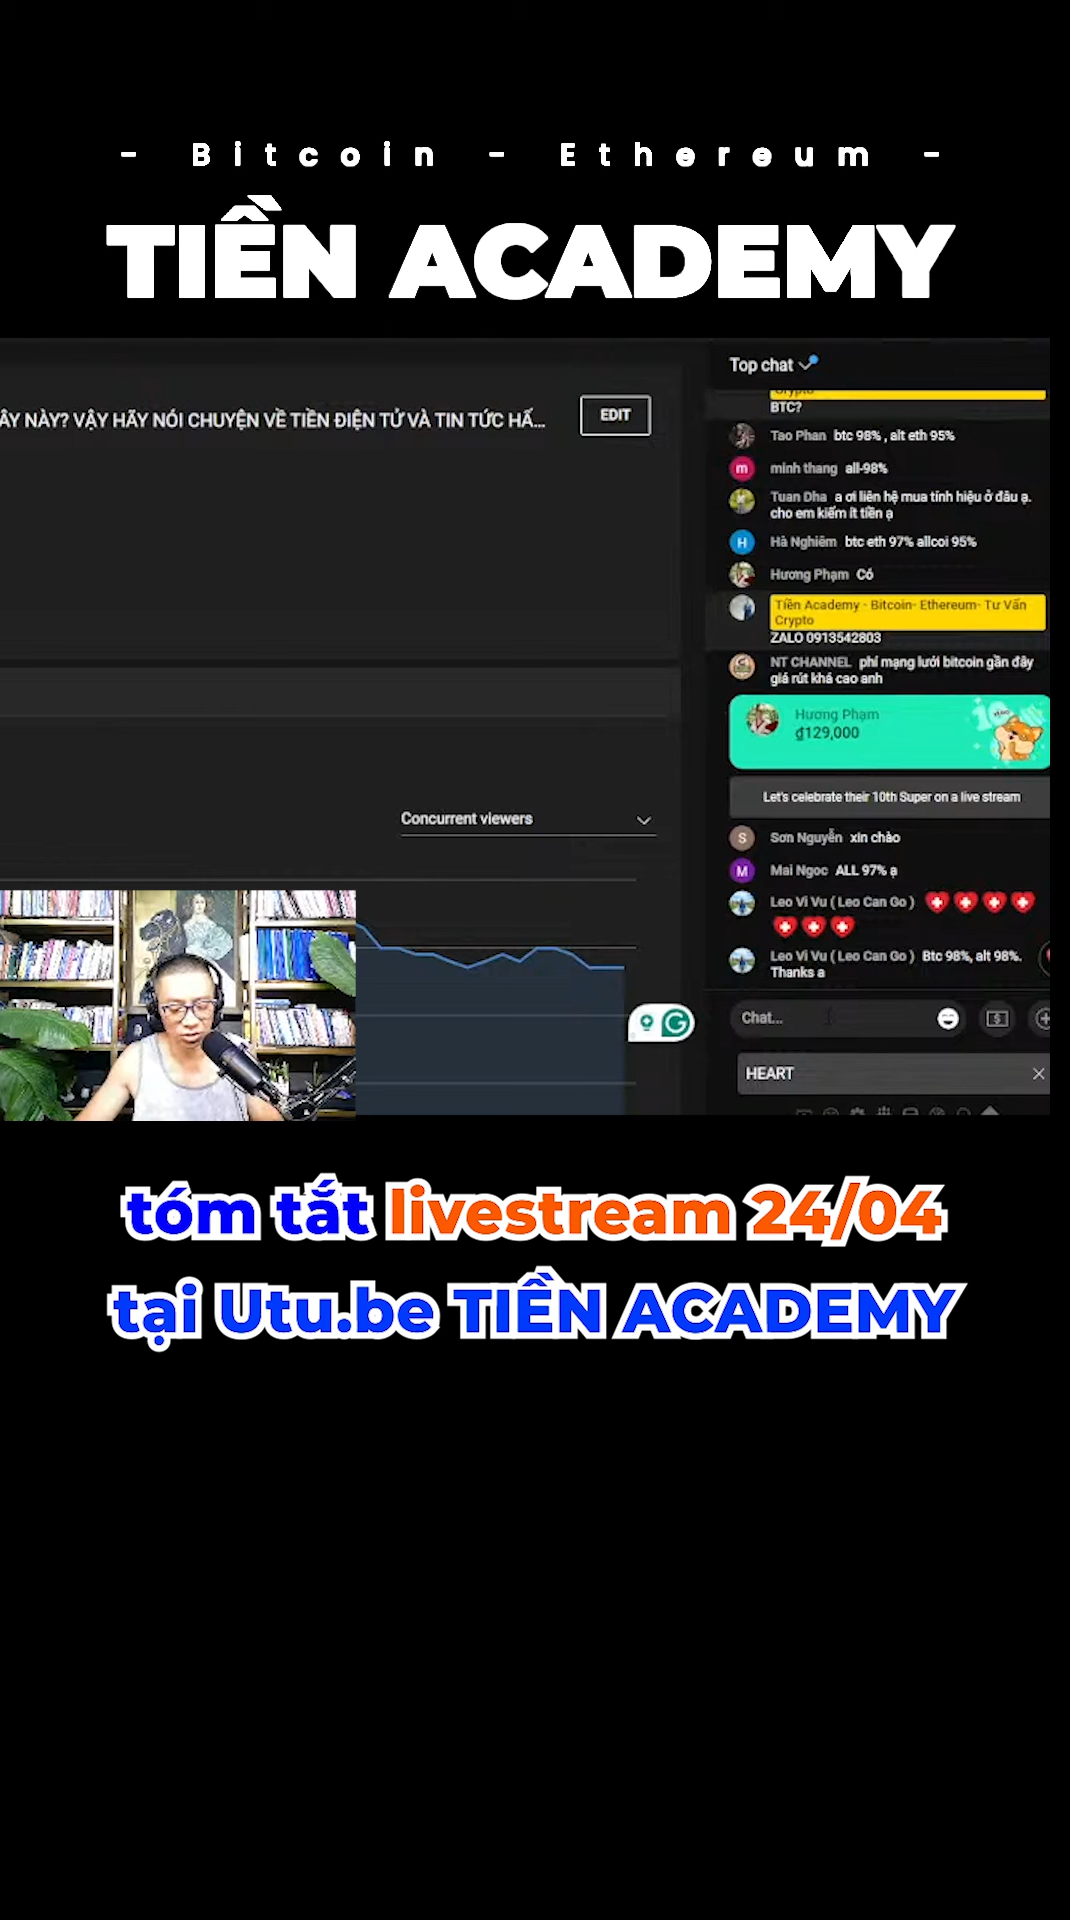 - Bitcoin - Ethereum -
TIỀN ACADEMY
ÂY NÀY? VẬY HÃY NÓI CHUYỆN VỀ TIỀN ĐIỆN TỬ VÀ TIN TỨC HẤ...
EDIT
Top chat
Crypto
BTC?
Tao Phan btc 98% , alt eth 95%
minh thang all-98%
Tuan Dha a ơi liên hệ mua tính hiệu ở đâu ạ.
cho em kiếm ít tiền ạ
Hà Nghiêm btc eth 97% allcoi 95%
Hương Phạm Có
Tiền Academy - Bitcoin- Ethereum- Tư Vấn
Crypto
ZALO 0913542803
NT CHANNEL phí mạng lưới bitcoin gần đây
giá rút khá cao anh
Hương Phạm
₫129,000
Let's celebrate their 10th Super on a live stream
Concurrent viewers
Sơn Nguyễn xin chào
Mai Ngoc ALL 97% ạ
Leo Vi Vu ( Leo Can Go )
Leo Vi Vu ( Leo Can Go ) Btc 98%, alt 98%.
Thanks a
Chat...
HEART
tóm tắt livestream 24/04
tại Utu.be TIỀN ACADEMY